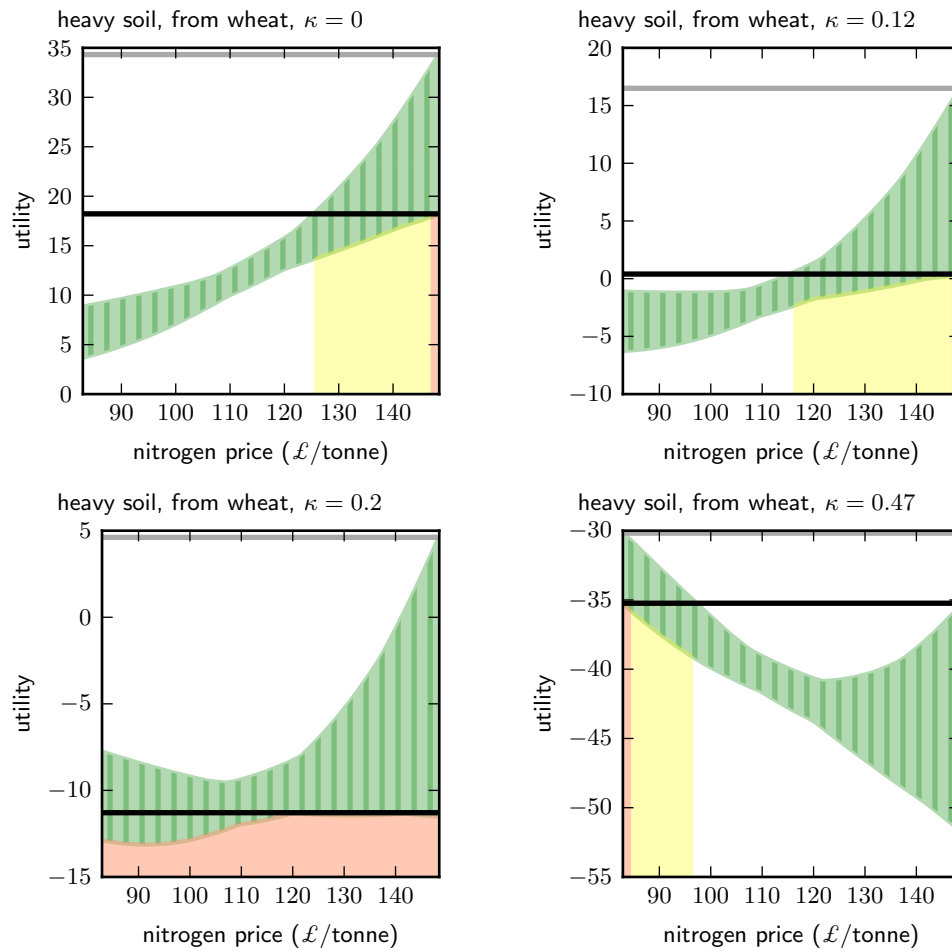 heavy soil, from wheat, κ = 0
35
30
25
20
15
10
5
0
utility
90 100 110 120 130 140
nitrogen price (£/tonne)
heavy soil, from wheat, κ = 0.12
20
15
10
5
0
−5
−10
utility
90 100 110 120 130 140
nitrogen price (£/tonne)
heavy soil, from wheat, κ = 0.2
5
0
−5
−10
−15
utility
90 100 110 120 130 140
nitrogen price (£/tonne)
heavy soil, from wheat, κ = 0.47
−30
−35
−40
−45
−50
−55
utility
90 100 110 120 130 140
nitrogen price (£/tonne)